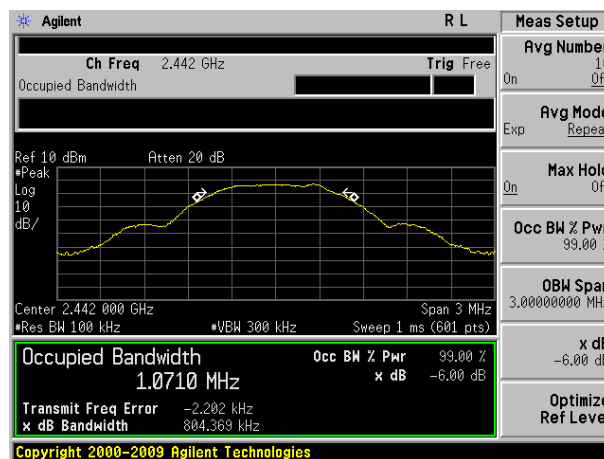 Agilent R L Meas Setup
Ch Freq 2.442 GHz Trig Free
Occupied Bandwidth
Ref 10 dBm Atten 20 dB
#Peak
Log
10
dB/
Center 2.442 000 GHz Span 3 MHz
#Res BW 100 kHz #VBW 300 kHz Sweep 1 ms (601 pts)
Occupied Bandwidth
1.0710 MHz
Occ BW % Pwr 99.00 %
x dB -6.00 dB
Transmit Freq Error -2.202 kHz
x dB Bandwidth 804.369 kHz
Copyright 2000-2009 Agilent Technologies
Avg Number
On
Avg Mode
Exp Repea
Max Hold
On Of
Occ BW % Pwr
99.00
OBW Span
3.00000000 MH
x dB
-6.00 dB
Optimize
Ref Level